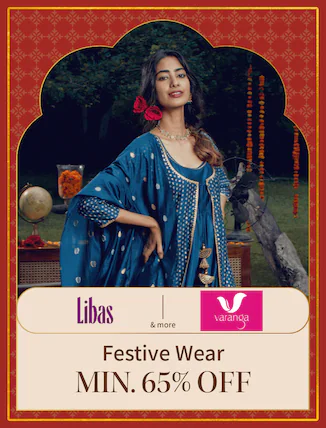 Libas
& more
varanga
Festive Wear
MIN. 65% OFF